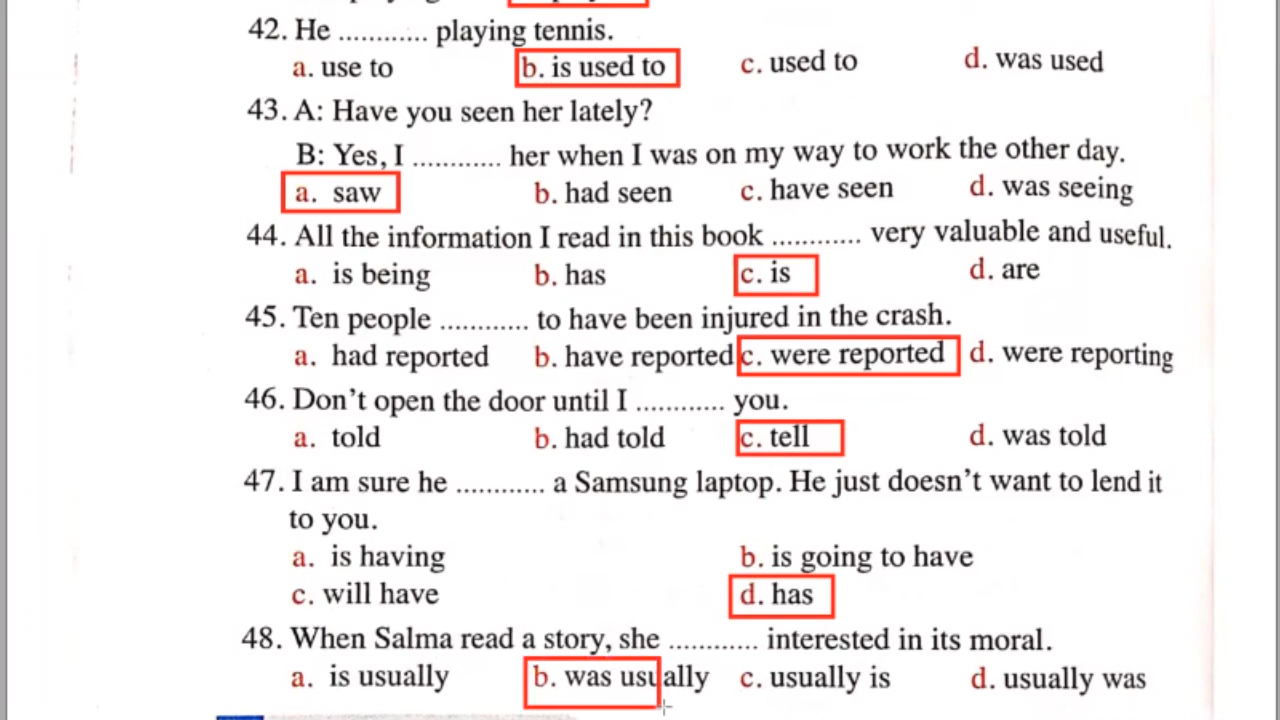 42. He ............ playing tennis.
a. use to b. is used to c. used to d. was used
43. A: Have you seen her lately?
B: Yes, I ............ her when I was on my way to work the other day.
a. saw b. had seen c. have seen d. was seeing
44. All the information I read in this book ............ very valuable and useful.
a. is being b. has c. is d. are
45. Ten people ............ to have been injured in the crash.
a. had reported b. have reported c. were reported d. were reporting
46. Don't open the door until I ............ you.
a. told b. had told c. tell d. was told
47. I am sure he ............ a Samsung laptop. He just doesn't want to lend it
to you.
a. is having b. is going to have
c. will have d. has
48. When Salma read a story, she ............ interested in its moral.
a. is usually b. was usually c. usually is d. usually was